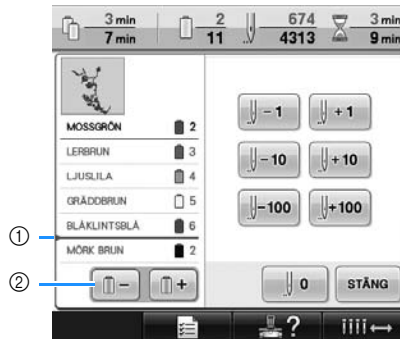 3 min
7 min
2
11
674
4313
3 min
9 min
MOSSGRÖN 2
LERBRUN 3
LJUSLILA 4
GRÄDDBRUN 5
BLÅKLINTSBLÅ 6
MÖRK BRUN 2
-1
+1
-10
+10
-100
+100
①
②
-
+
0
STÄNG
?